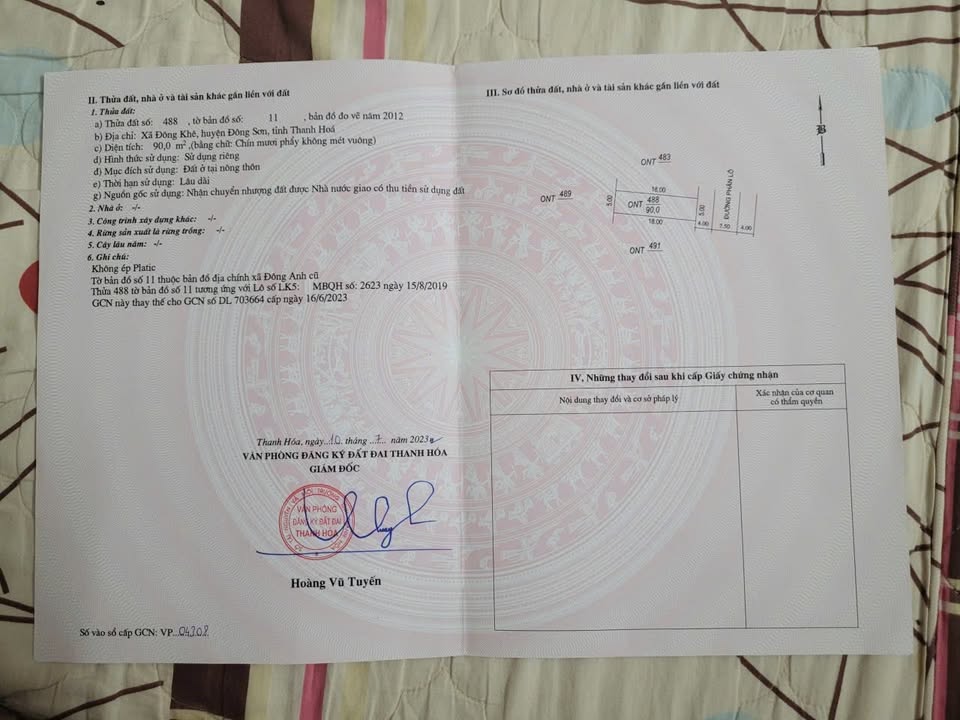 II. Thửa đất, nhà ở và tài sản khác gắn liền với đất
1. Thửa đất:
a) Thửa đất số: 488 , tờ bản đồ số: 11 , bản đồ đo vẽ năm 2012
b) Địa chỉ: Xã Đông Khê, huyện Đông Sơn, tỉnh Thanh Hoá
c) Diện tích: 90,0 m² ,(bằng chữ: Chín mươi phẩy không mét vuông)
d) Hình thức sử dụng: Sử dụng riêng
đ) Mục đích sử dụng: Đất ở tại nông thôn
e) Thời hạn sử dụng: Lâu dài
g) Nguồn gốc sử dụng: Nhận chuyển nhượng đất được Nhà nước giao có thu tiền sử dụng đất
2. Nhà ở: -/-
3. Công trình xây dựng khác: -/-
4. Rừng sản xuất là rừng trồng: -/-
5. Cây lâu năm: -/-
6. Ghi chú:
Không ép Platic
Tờ bản đồ số 11 thuộc bản đồ địa chính xã Đông Anh cũ
Thửa 488 tờ bản đồ số 11 tương ứng với Lô số LK5: MBQH số: 2623 ngày 15/8/2019
GCN này thay thế cho GCN số DL 703664 cấp ngày 16/6/2023
Thanh Hóa, ngày 10 tháng 7 năm 2023
VĂN PHÒNG ĐĂNG KÝ ĐẤT ĐAI THANH HÓA
GIÁM ĐỐC
VĂN PHÒNG
ĐĂNG KÝ ĐẤT ĐAI
THANH HÓA
Hoàng Vũ Tuyến
Số vào sổ cấp GCN: VP...04308
III. Sơ đồ thửa đất, nhà ở và tài sản khác gắn liền với đất
B
ONT 483
ONT 489
18.00
5.00
ONT 488
90,0
5.00
18.00
4.00
7.50
4.00
ĐƯỜNG PHÂN LÔ
ONT 491
IV. Những thay đổi sau khi cấp Giấy chứng nhận
Nội dung thay đổi và cơ sở pháp lý
Xác nhận của cơ quan
có thẩm quyền